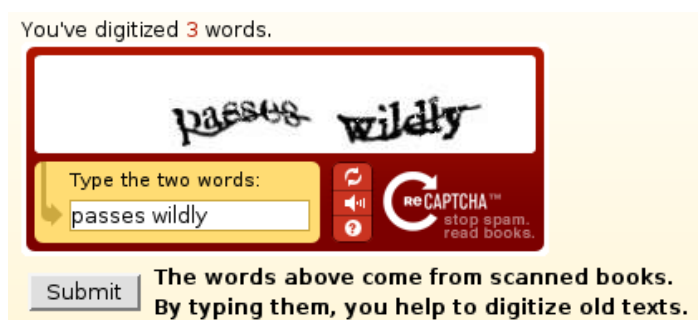 You've digitized 3 words.
passes wildly
Type the two words:
passes wildly
reCAPTCHA™
stop spam.
read books.
Submit
The words above come from scanned books.
By typing them, you help to digitize old texts.